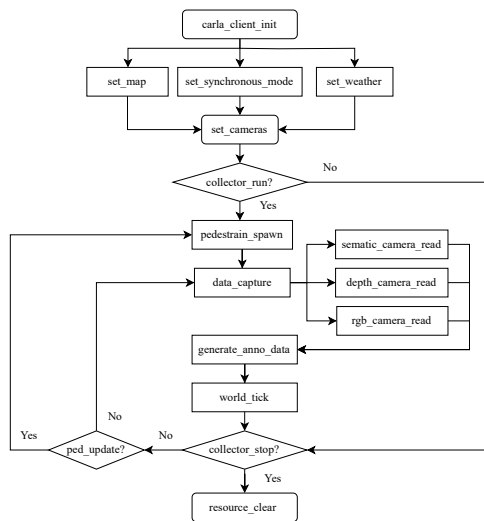 carla_client_init
set_map
set_synchronous_mode
set_weather
set_cameras
collector_run?
No
Yes
pedestrain_spawn
sematic_camera_read
data_capture
depth_camera_read
rgb_camera_read
generate_anno_data
world_tick
No
Yes
ped_update?
No
collector_stop?
Yes
resource_clear